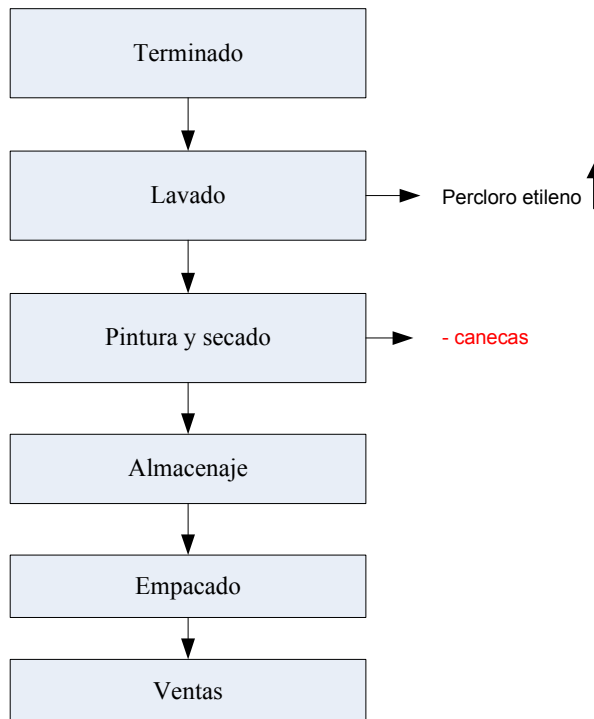 Terminado
Lavado
Percloro etileno
Pintura y secado
- canecas
Almacenaje
Empacado
Ventas